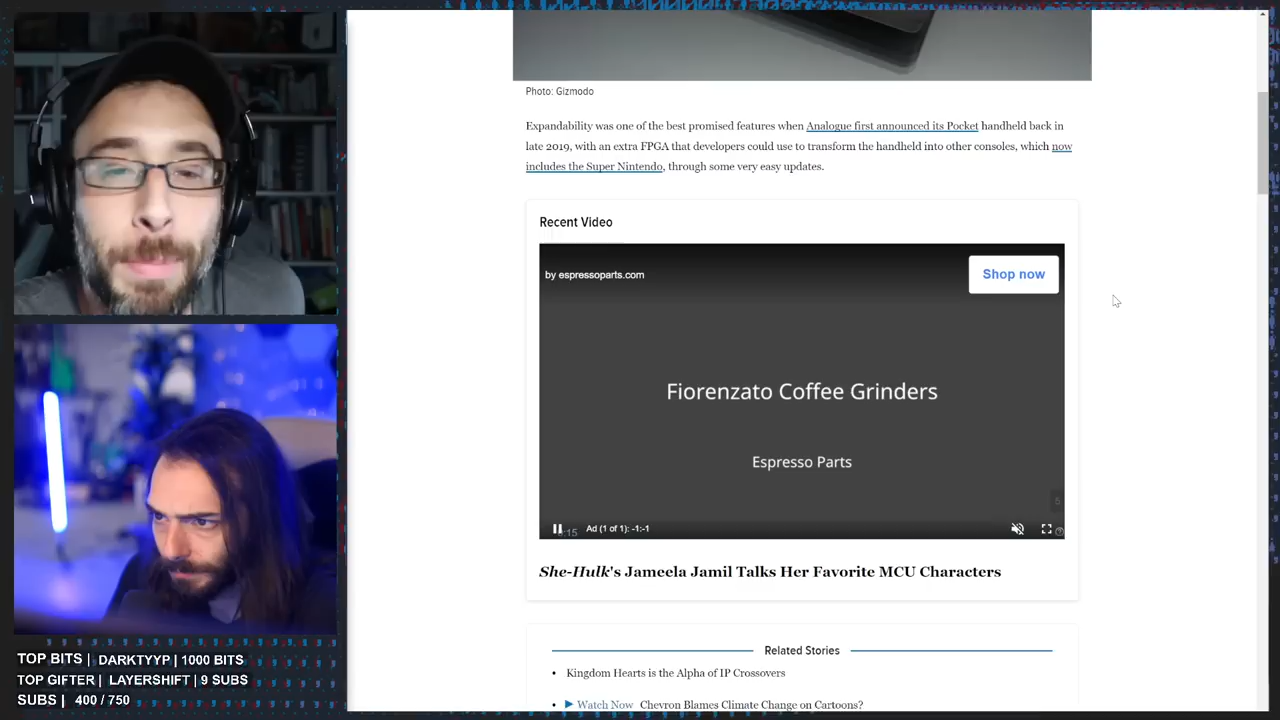 Photo: Gizmodo
Expandability was one of the best promised features when Analogue first announced its Pocket handheld back in
late 2019, with an extra FPGA that developers could use to transform the handheld into other consoles, which now
includes the Super Nintendo, through some very easy updates.
Recent Video
by espressoparts.com
Shop now
Fiorenzato Coffee Grinders
Espresso Parts
5
0:15
Ad (1 of 1): -1:-1
She-Hulk's Jameela Jamil Talks Her Favorite MCU Characters
Related Stories
• Kingdom Hearts is the Alpha of IP Crossovers
• Watch Now Chevron Blames Climate Change on Cartoons?
TOP BITS | DARKTYYP | 1000 BITS
TOP GIFTER | LAYERSHIFT | 9 SUBS
SUBS | 400 / 750